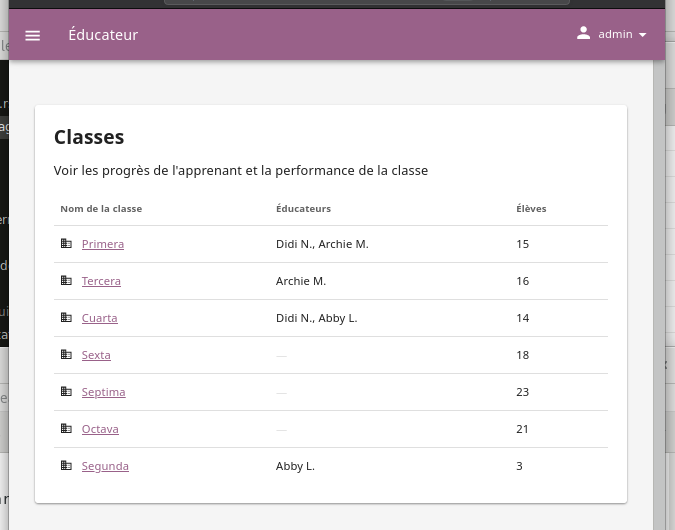 Éducateur
admin
Classes
Voir les progrès de l'apprenant et la performance de la classe
Nom de la classe Éducateurs Élèves
Primera Didi N., Archie M. 15
Tercera Archie M. 16
Cuarta Didi N., Abby L. 14
Sexta — 18
Septima — 23
Octava — 21
Segunda Abby L. 3